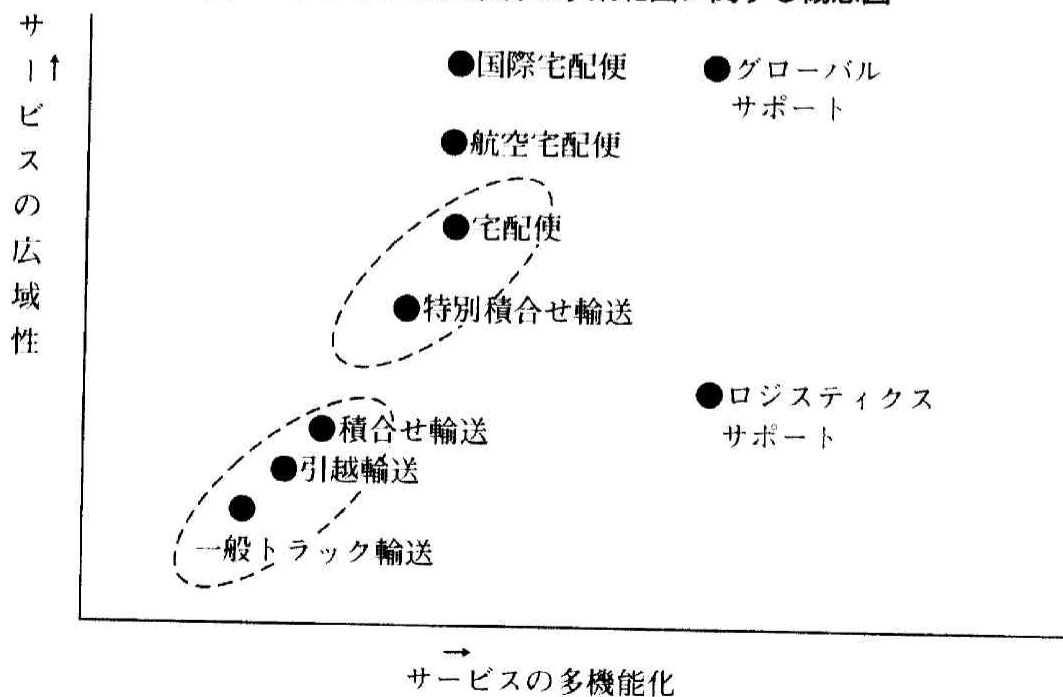 サービスの広域性
↑
国際宅配便
グローバル
サポート
航空宅配便
宅配便
特別積合せ輸送
ロジスティクス
サポート
積合せ輸送
引越輸送
一般トラック輸送
→
サービスの多機能化